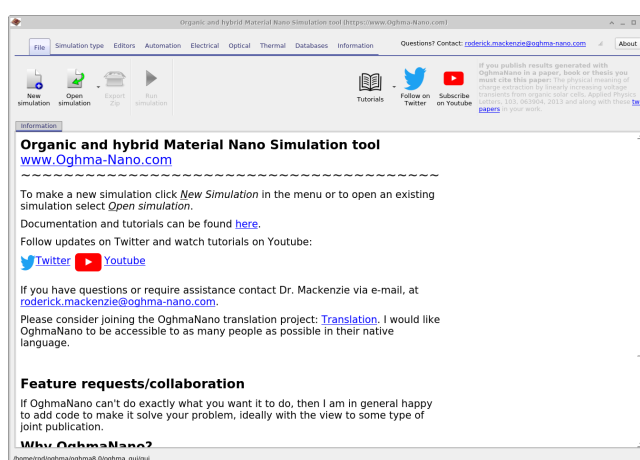 Organic and hybrid Material Nano Simulation tool (https://www.Oghma-Nano.com)
File Simulation type Editors Automation Electrical Optical Thermal Databases Information Questions? Contact: roderick.mackenzie@oghma-nano.com About
New simulation
Open simulation
Export Zip
Run simulation
Tutorials
Follow on Twitter
Subscribe on Youtube
If you publish results generated with
OghmaNano in a paper, book or thesis you
must cite this paper: The physical meaning of
charge extraction by linearly increasing voltage
transients from organic solar cells, Applied Physics
Letters, 103, 063904, 2013 and along with these tw
papers in your work.
Information
Organic and hybrid Material Nano Simulation tool
www.Oghma-Nano.com
~~~~~~~~~~~~~~~~~~~~~~~~~~~~~~~~~~~~~~~
To make a new simulation click New Simulation in the menu or to open an existing
simulation select Open simulation.
Documentation and tutorials can be found here.
Follow updates on Twitter and watch tutorials on Youtube:
Twitter Youtube
If you have questions or require assistance contact Dr. Mackenzie via e-mail, at
roderick.mackenzie@oghma-nano.com.
Please consider joining the OghmaNano translation project: Translation. I would like
OghmaNano to be accessible to as many people as possible in their native
language.
Feature requests/collaboration
If OghmaNano can't do exactly what you want it to do, then I am in general happy
to add code to make it solve your problem, ideally with the view to some type of
joint publication.
Why OghmaNano?
/home/rod/oghma/oghma8.0/oghma_gui/gui